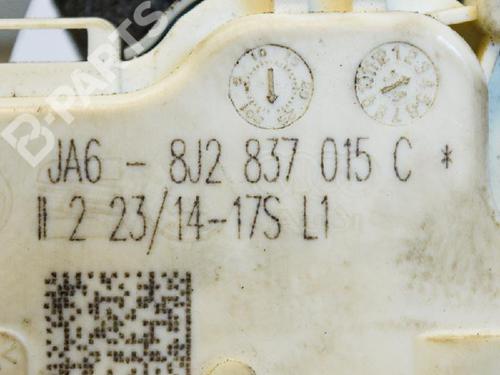 B-PARTS
JA6 - 8J2 837 015 C *
II 2 23/14-17S L1